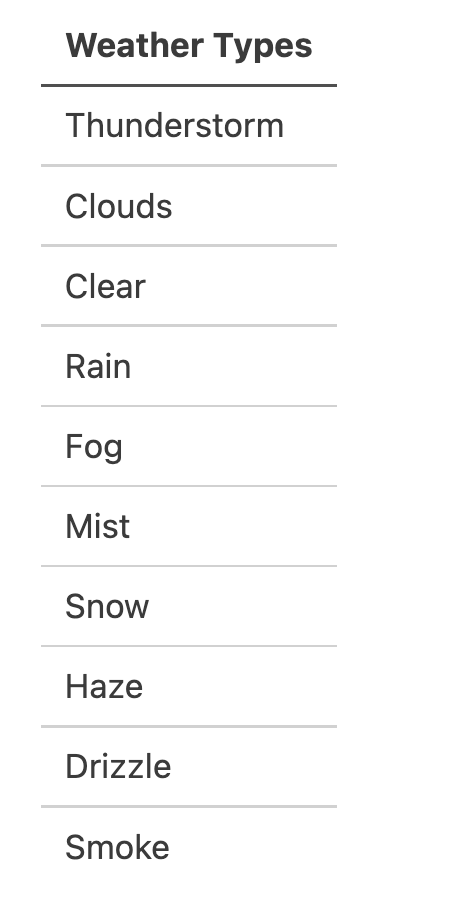 Weather Types
Thunderstorm
Clouds
Clear
Rain
Fog
Mist
Snow
Haze
Drizzle
Smoke